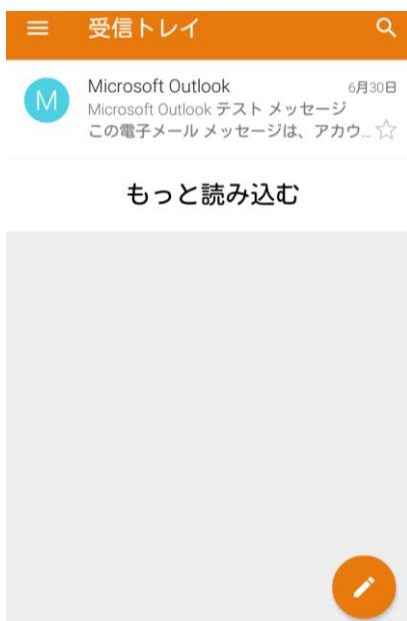 受信トレイ
M
Microsoft Outlook 6月30日
Microsoft Outlook テスト メッセージ
この電子メール メッセージは、アカウ...
もっと読み込む